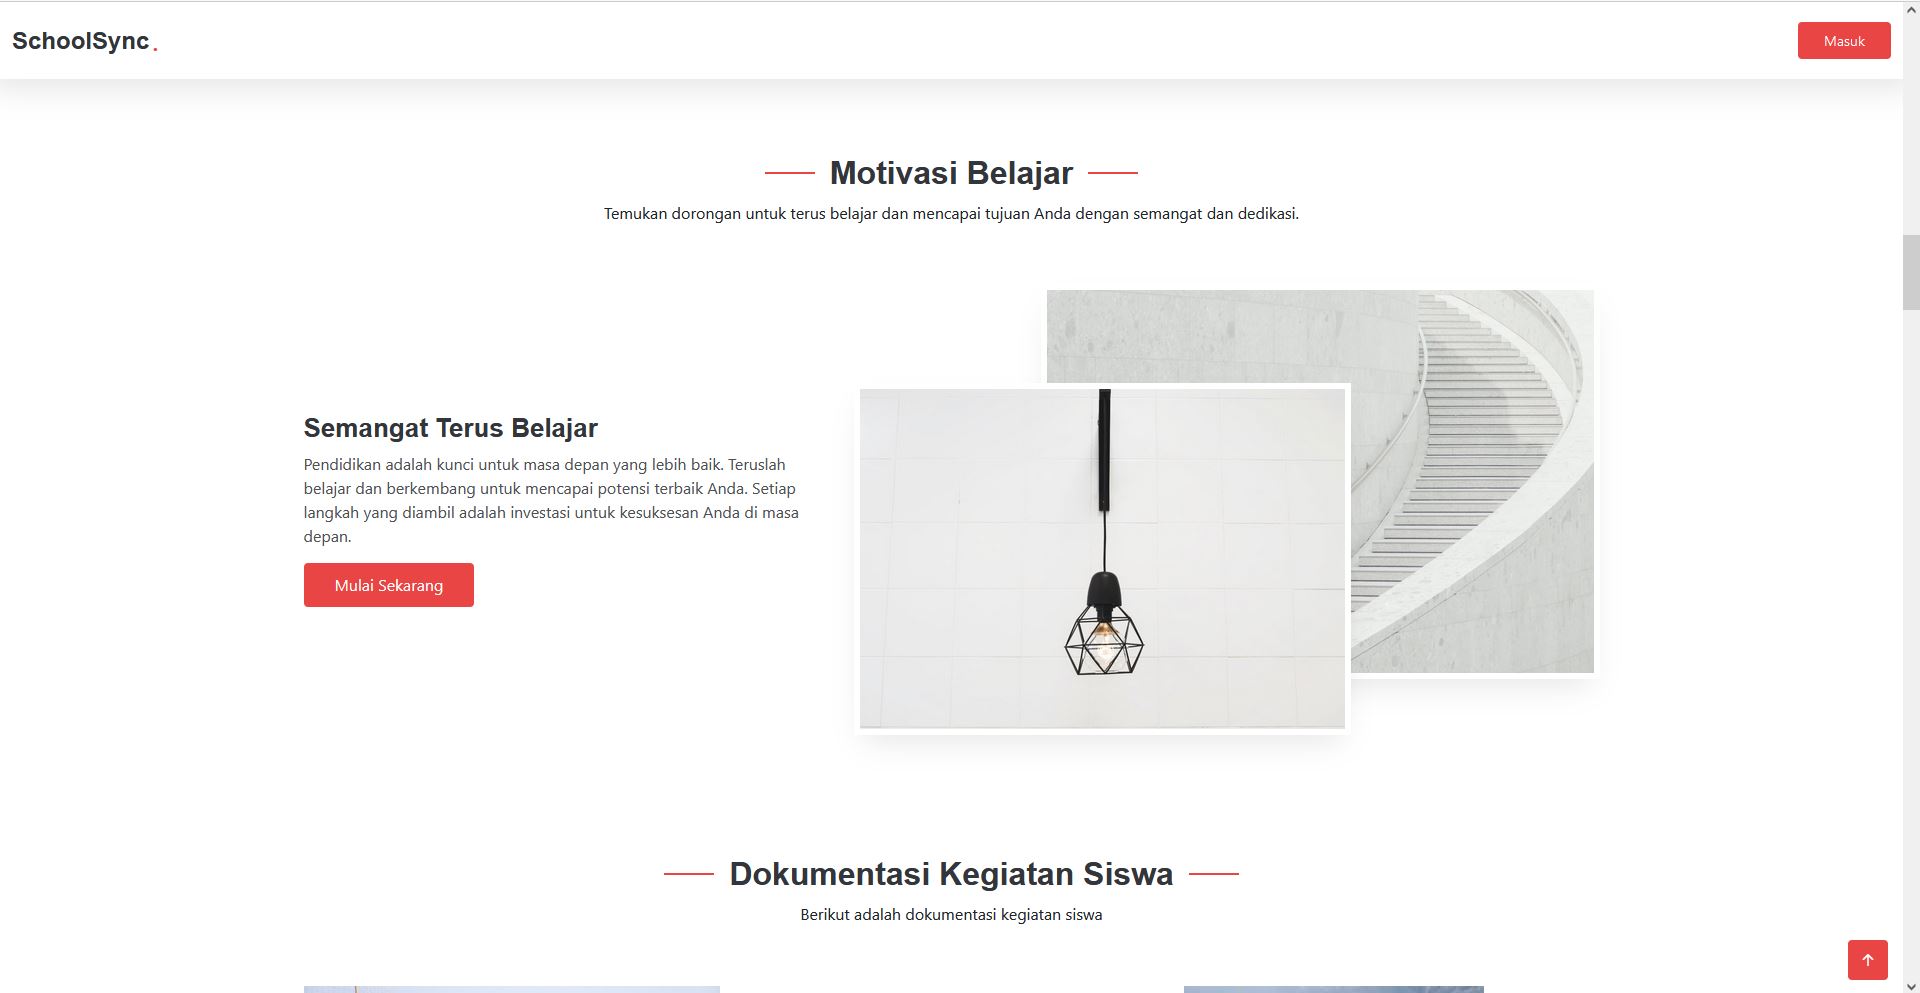 SchoolSync.
Masuk
Motivasi Belajar
Temukan dorongan untuk terus belajar dan mencapai tujuan Anda dengan semangat dan dedikasi.
Semangat Terus Belajar
Pendidikan adalah kunci untuk masa depan yang lebih baik. Teruslah
belajar dan berkembang untuk mencapai potensi terbaik Anda. Setiap
langkah yang diambil adalah investasi untuk kesuksesan Anda di masa
depan.
Mulai Sekarang
Dokumentasi Kegiatan Siswa
Berikut adalah dokumentasi kegiatan siswa